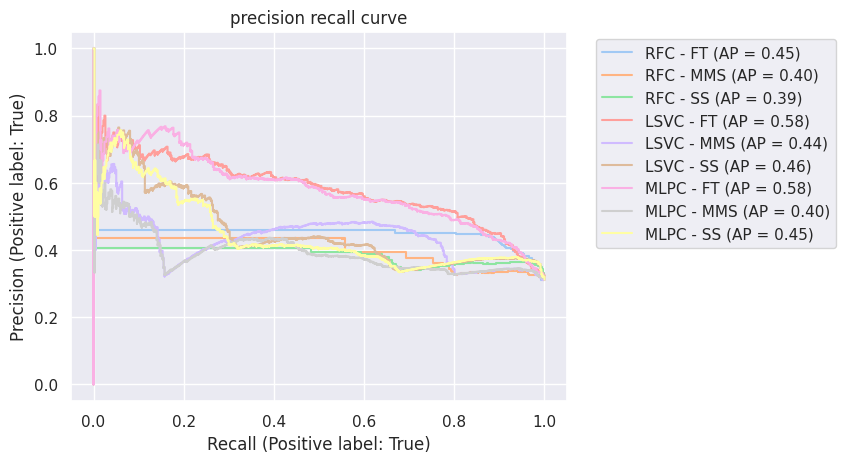 precision recall curve
Precision (Positive label: True)
1.0
0.8
0.6
0.4
0.2
0.0
0.0 0.2 0.4 0.6 0.8 1.0
Recall (Positive label: True)
RFC - FT (AP = 0.45)
RFC - MMS (AP = 0.40)
RFC - SS (AP = 0.39)
LSVC - FT (AP = 0.58)
LSVC - MMS (AP = 0.44)
LSVC - SS (AP = 0.46)
MLPC - FT (AP = 0.58)
MLPC - MMS (AP = 0.40)
MLPC - SS (AP = 0.45)